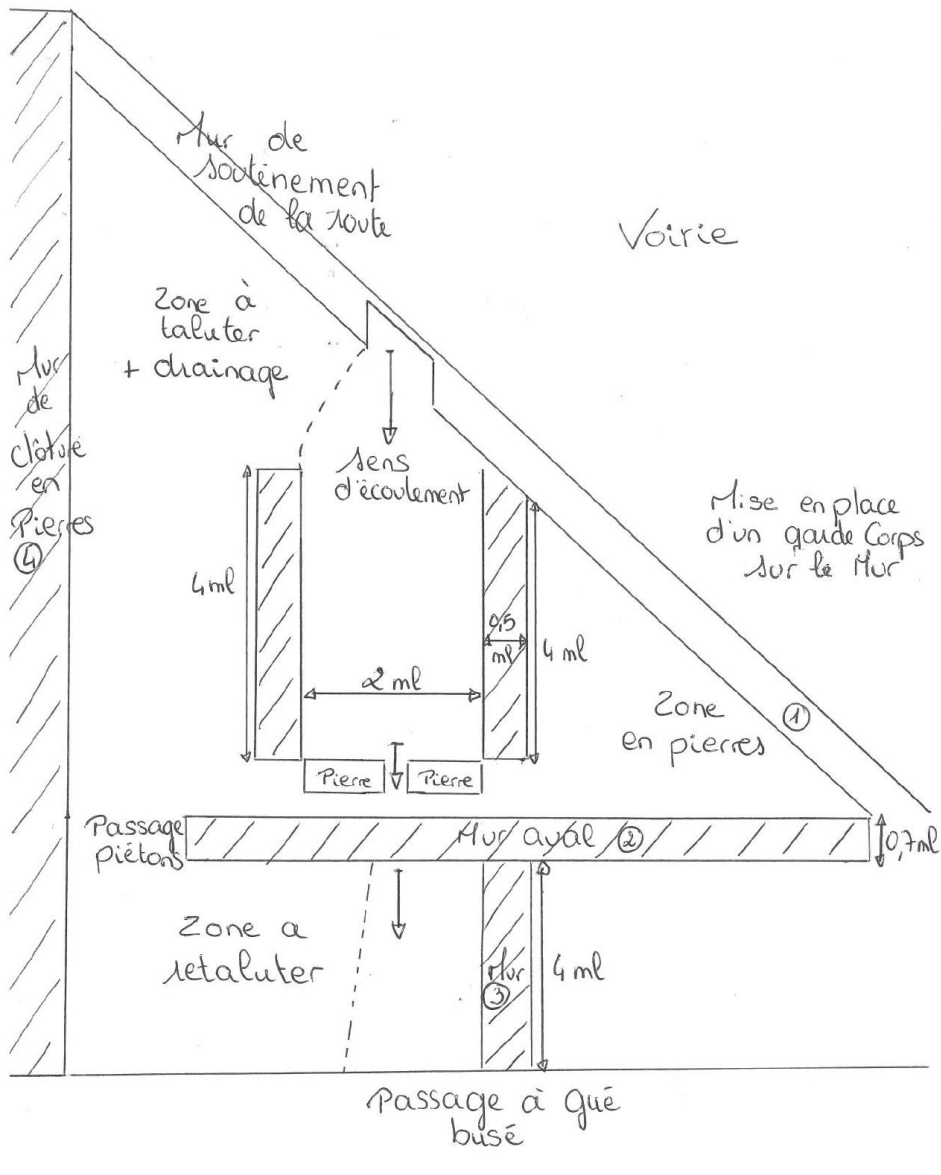 Mur de
soutènement
de la route
Voirie
Zone à
taluter
+ drainage
Mur
de
clôture
en
Pierres
④
sens
d'écoulement
Mise en place
d'un garde Corps
sur le Mur
4 ml
0,5
ml
4 ml
2 ml
①
Zone
en pierres
Pierre
Pierre
Passage
piétons
Mur aval ②
0,7 ml
Zone a
retaluter
Mur
③
4 ml
Passage à gué
busé